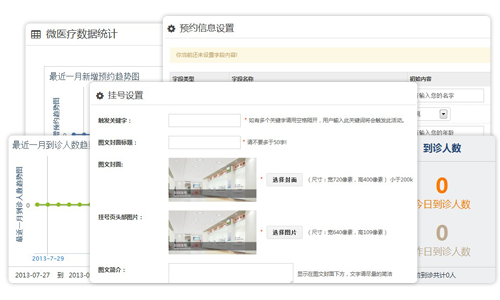 微医疗数据统计
最近一月新增预约趋势图
预约信息设置
你当前还未设置字段内容!
字段类型
字段名称
初始内容
输入您的名字
输入您的年龄
挂号设置
触发关键字：
* 如有多个关键字请用空格隔开，用户输入此关键词将会触发此活动。
图文封面标题：
* 请不要多于50字!
图文封面:
* 选择封面 （尺寸：宽720像素，高400像素）小于200k
挂号页头部图片：
* 选择图片 （尺寸：宽640像素，高109像素）
图文简介：
显示在图文封面下方，文字请尽量的简洁
最近一月到诊人数趋
最近一月到诊人数趋势图
0
2013-7-29
2013-07-27 到 2013-0
到诊人数
0
今日到诊人数
0
昨日到诊人数
数到诊共计0人